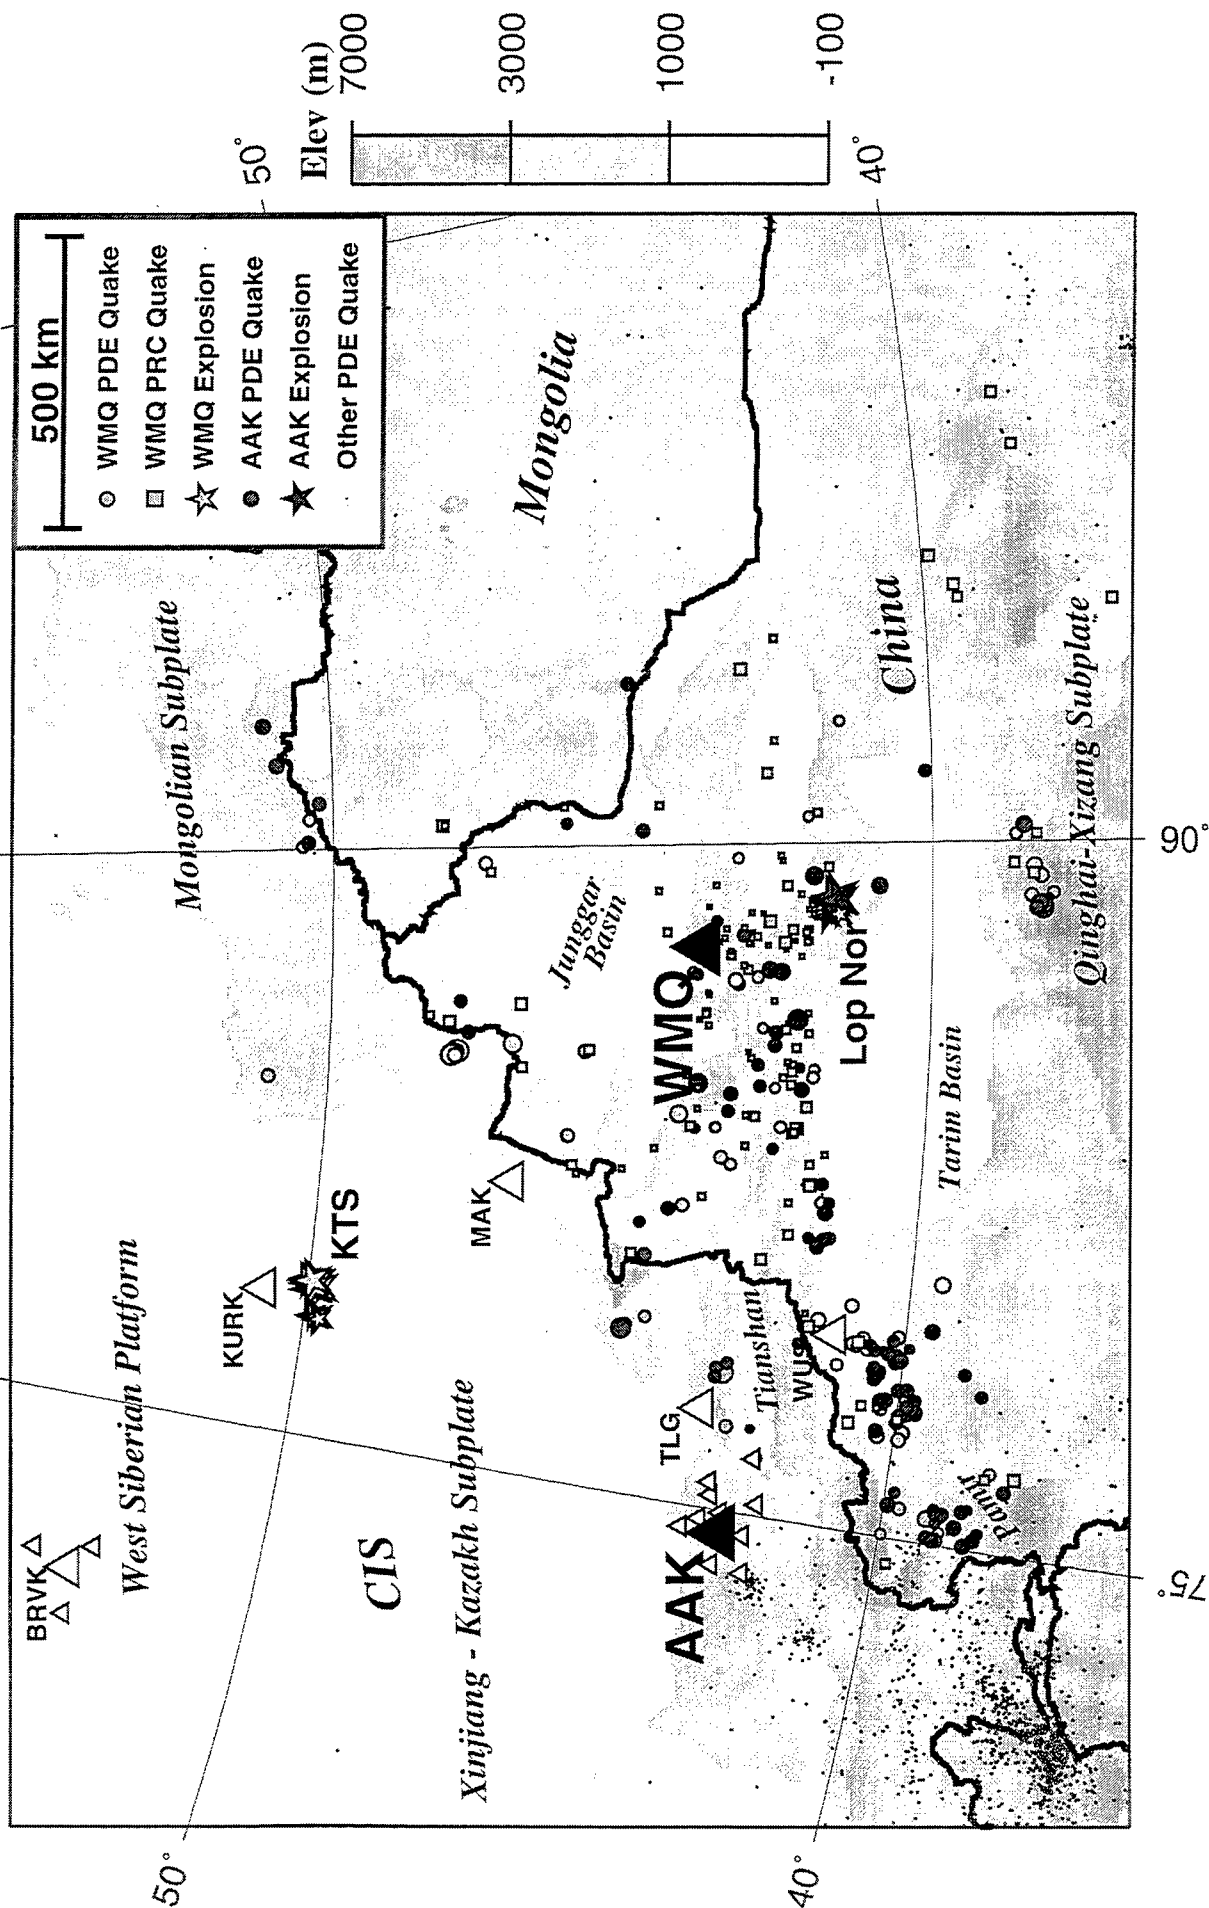 500 km
WMQ PDE Quake
WMQ PRC Quake
WMQ Explosion
AAK PDE Quake
AAK Explosion
Other PDE Quake
Elev (m)
7000
3000
1000
-100
50°
40°
50°
40°
75°
90°
BRVK
West Siberian Platform
KURK
KTS
Mongolian Subplate
CIS
Xinjiang - Kazakh Subplate
MAK
Junggar
Basin
Mongolia
AAK
TLG
Tianshan
WUS
WMQ
Lop Nor
China
Pamir
Tarim Basin
Qinghai-Xizang Subplate